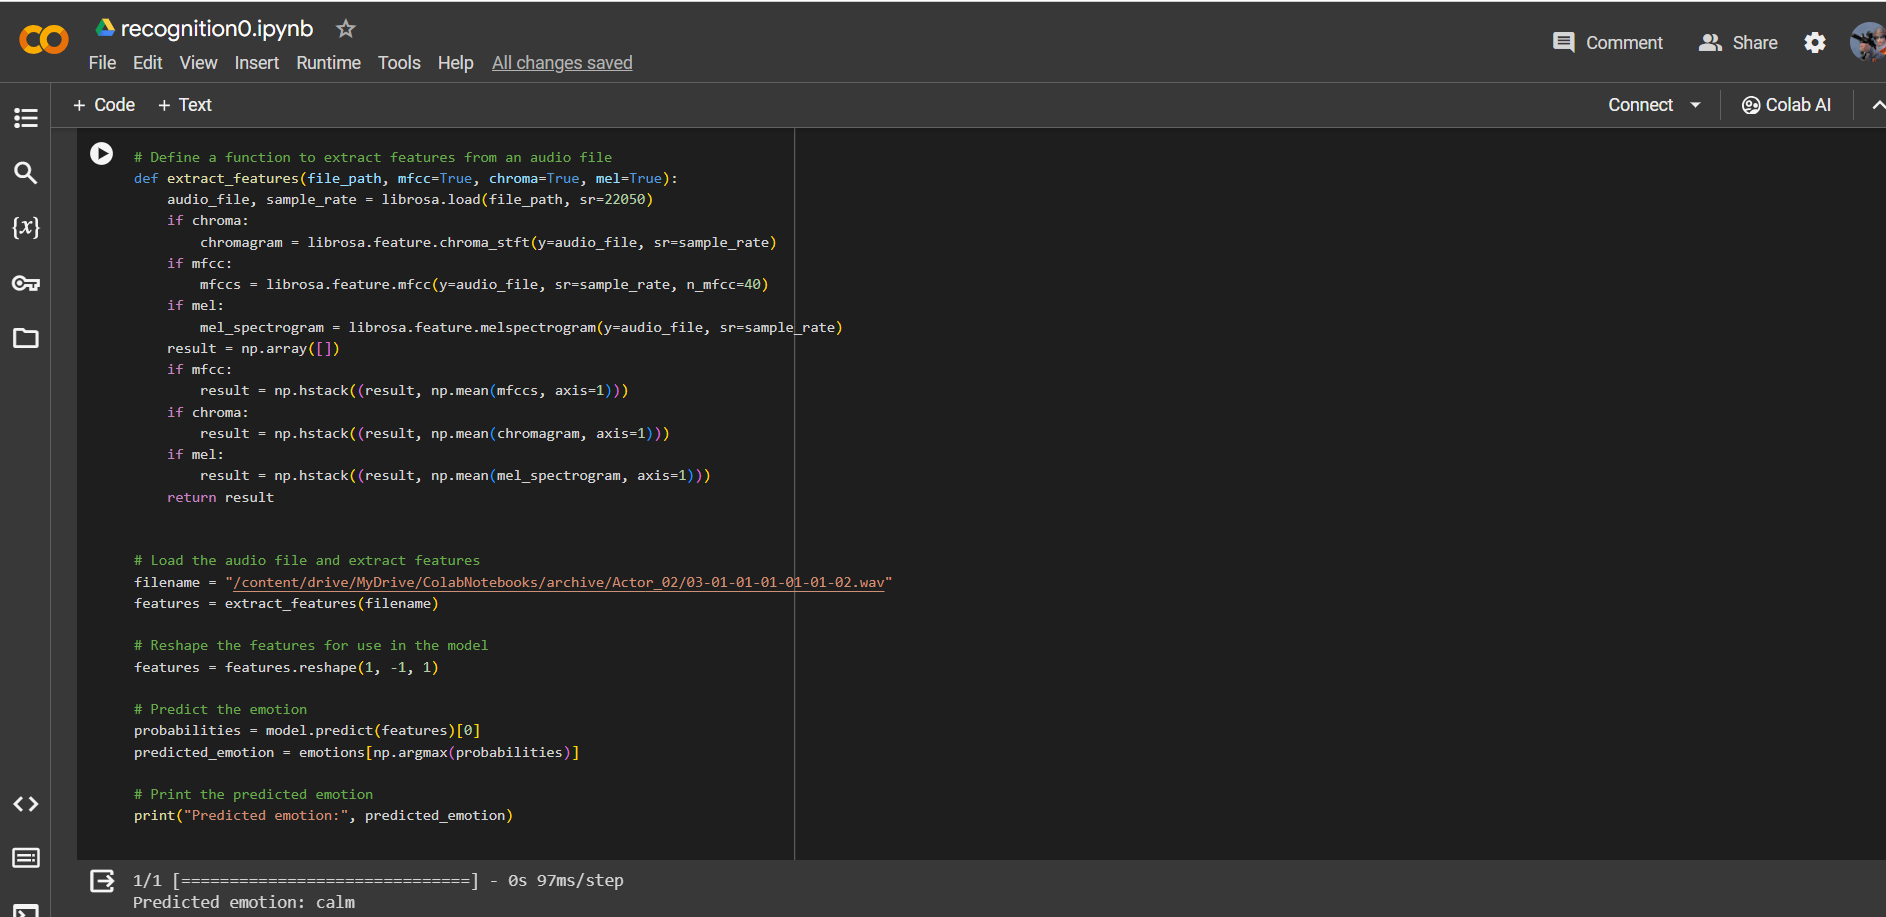 recognition0.ipynb
File Edit View Insert Runtime Tools Help All changes saved
Comment Share
+ Code + Text
Connect Colab AI
{x}
# Define a function to extract features from an audio file
def extract_features(file_path, mfcc=True, chroma=True, mel=True):
    audio_file, sample_rate = librosa.load(file_path, sr=22050)
    if chroma:
        chromagram = librosa.feature.chroma_stft(y=audio_file, sr=sample_rate)
    if mfcc:
        mfccs = librosa.feature.mfcc(y=audio_file, sr=sample_rate, n_mfcc=40)
    if mel:
        mel_spectrogram = librosa.feature.melspectrogram(y=audio_file, sr=sample_rate)
    result = np.array([])
    if mfcc:
        result = np.hstack((result, np.mean(mfccs, axis=1)))
    if chroma:
        result = np.hstack((result, np.mean(chromagram, axis=1)))
    if mel:
        result = np.hstack((result, np.mean(mel_spectrogram, axis=1)))
    return result
# Load the audio file and extract features
filename = "/content/drive/MyDrive/ColabNotebooks/archive/Actor_02/03-01-01-01-01-01-02.wav"
features = extract_features(filename)
# Reshape the features for use in the model
features = features.reshape(1, -1, 1)
# Predict the emotion
probabilities = model.predict(features)[0]
predicted_emotion = emotions[np.argmax(probabilities)]
# Print the predicted emotion
print("Predicted emotion:", predicted_emotion)
1/1 [==============================] - 0s 97ms/step
Predicted emotion: calm